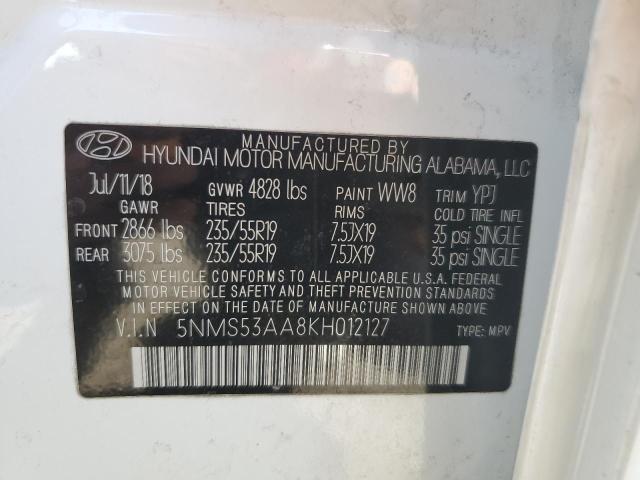 MANUFACTURED BY
HYUNDAI MOTOR MANUFACTURING ALABAMA, LLC
Jul/11/18 GVWR 4828 lbs PAINT WW8 TRIM YPJ
GAWR TIRES RIMS COLD TIRE INFL
FRONT 2866 lbs 235/55R19 7.5JX19 35 psi SINGLE
REAR 3075 lbs 235/55R19 7.5JX19 35 psi SINGLE
THIS VEHICLE CONFORMS TO ALL APPLICABLE U.S.A. FEDERAL
MOTOR VEHICLE SAFETY AND THEFT PREVENTION STANDARDS
IN EFFECT ON THE DATE OF MANUFACTURE SHOWN ABOVE.
V.I.N 5NMS53AA8KH012127 TYPE: MPV